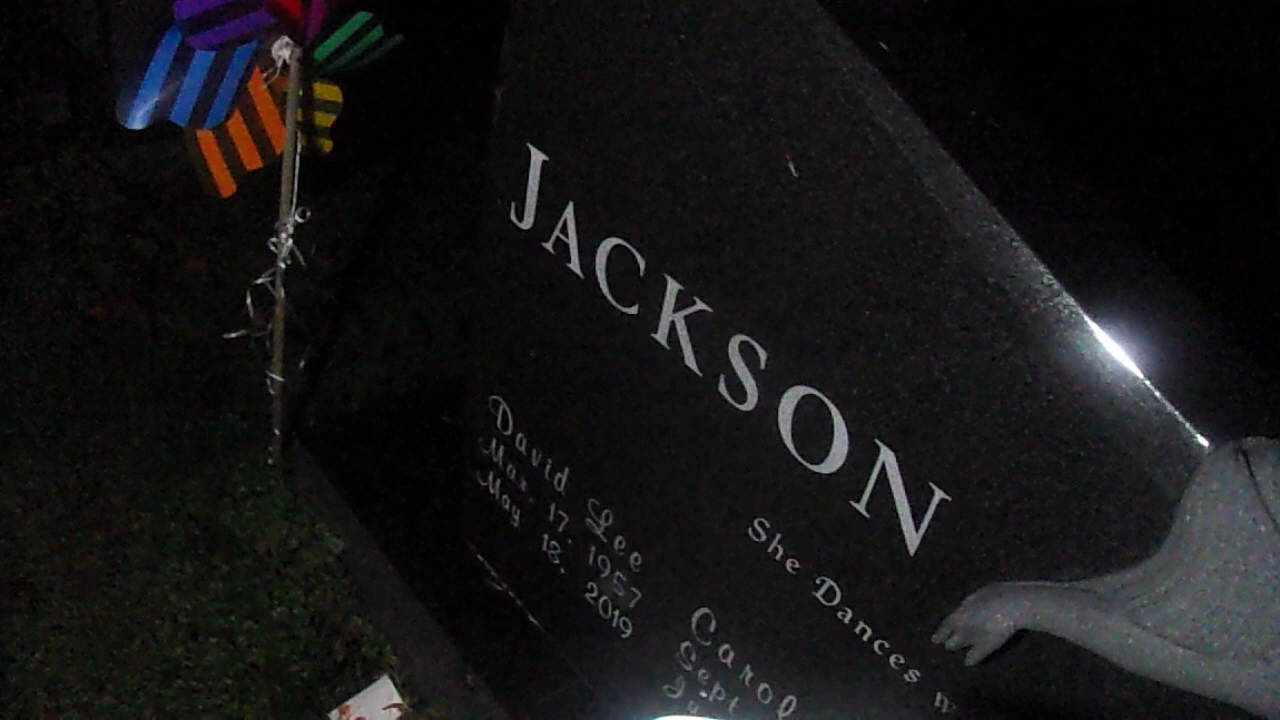 JACKSON
David Lee
Mar. 17. 1957
May 18. 2019
She Dances
Carol
Sept